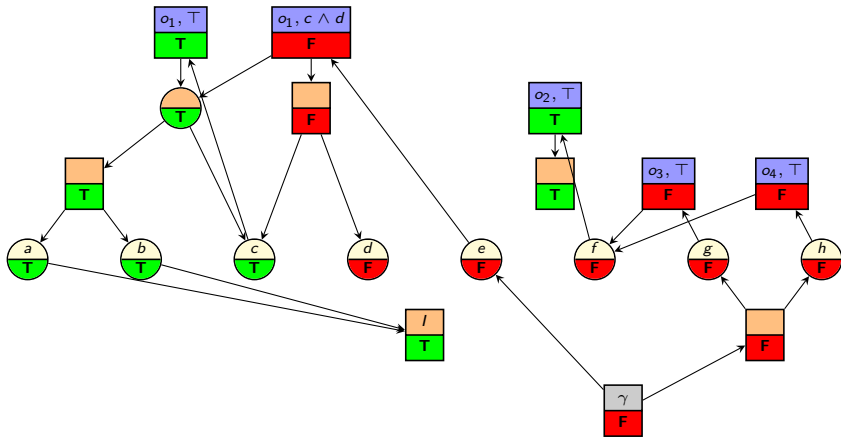 o₁, ⊤
T
o₁, c ∧ d
F
T
F
o₂, ⊤
T
T
T
o₃, ⊤
F
o₄, ⊤
F
a
T
b
T
c
T
d
F
e
F
f
F
g
F
h
F
I
T
F
γ
F